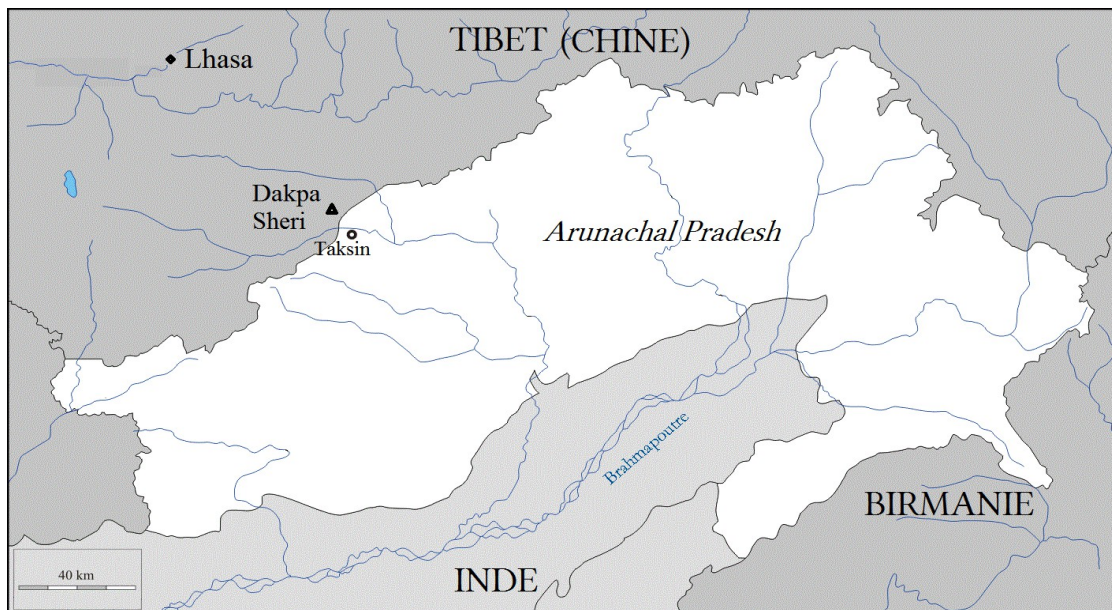 TIBET (CHINE)
Lhasa
Dakpa
Sheri
Taksin
Arunachal Pradesh
Brahmapoutre
BIRMANIE
INDE
40 km